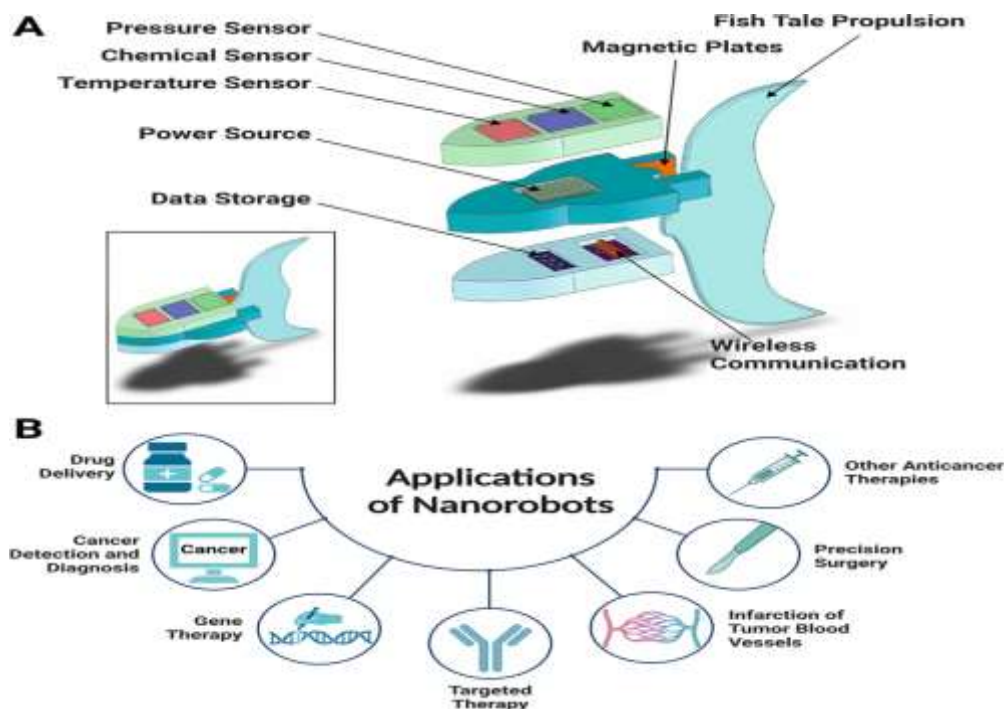 A
Pressure Sensor
Chemical Sensor
Temperature Sensor
Power Source
Data Storage
Fish Tale Propulsion
Magnetic Plates
Wireless
Communication
B
Applications
of Nanorobots
Drug
Delivery
Cancer
Detection and
Diagnosis
Cancer
Gene
Therapy
Targeted
Therapy
Infarction of
Tumor Blood
Vessels
Precision
Surgery
Other Anticancer
Therapies